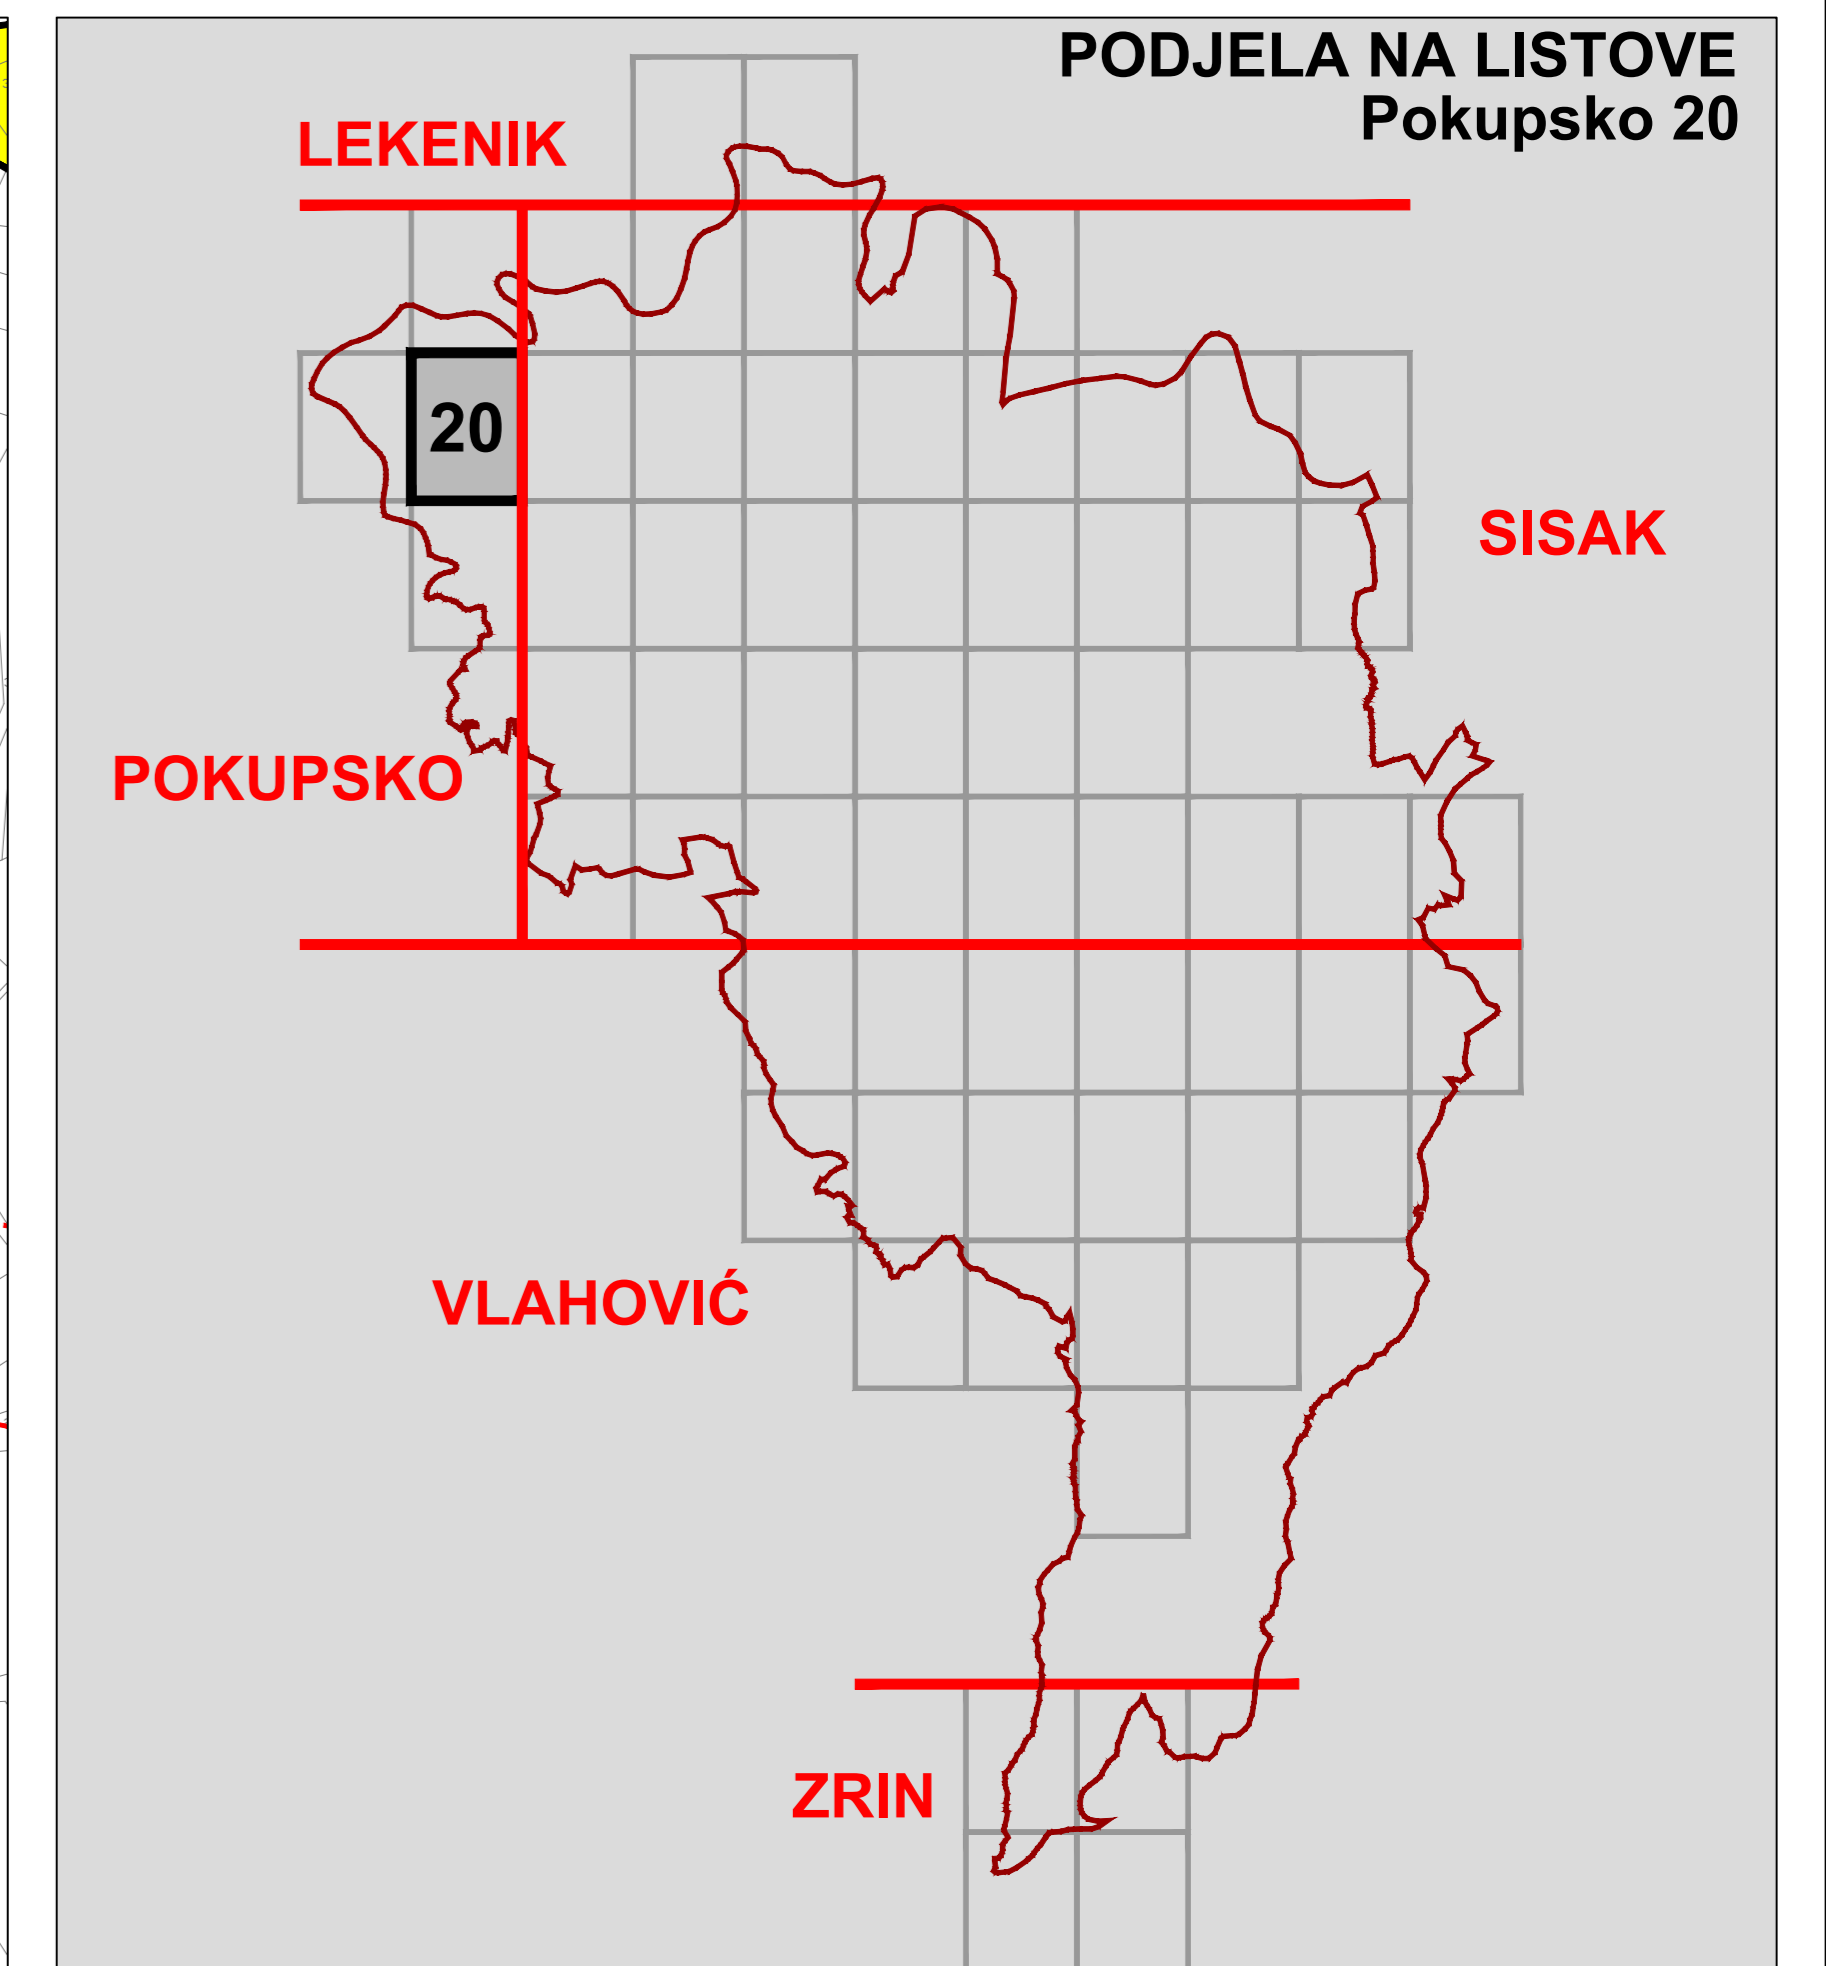 PODJELA NA LISTOVE
Pokupsko 20
LEKENIK
20
SISAK
POKUPSKO
VLAHOVIĆ
ZRIN